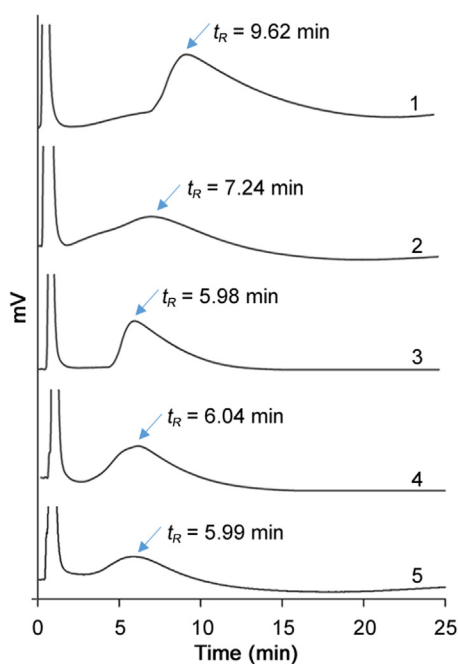 tR = 9.62 min
1
tR = 7.24 min
2
tR = 5.98 min
3
tR = 6.04 min
4
tR = 5.99 min
5
mV
0 5 10 15 20 25
Time (min)